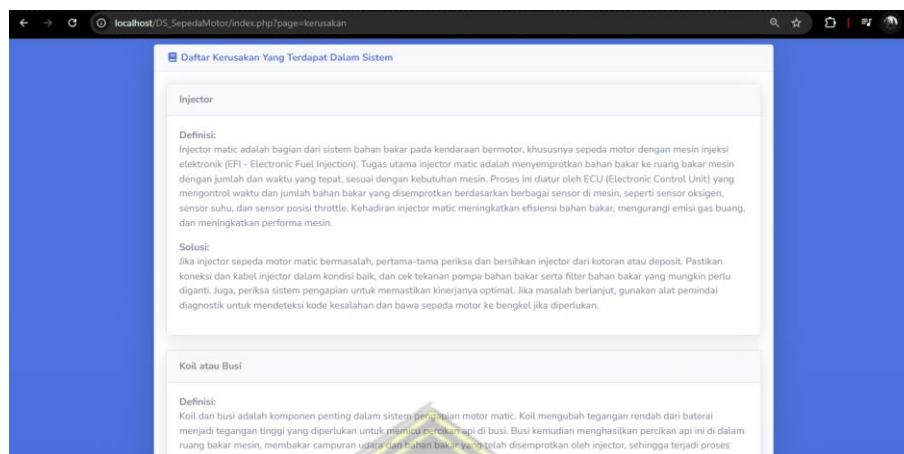 localhost/DS_SepedaMotor/index.php?page=kerusakan
Daftar Kerusakan Yang Terdapat Dalam Sistem
Injector
Definisi:
Injector matic adalah bagian dari sistem bahan bakar pada kendaraan bermotor, khususnya sepeda motor dengan mesin injeksi
elektronik (EFI - Electronic Fuel Injection). Tugas utama injector matic adalah menyemprotkan bahan bakar ke ruang bakar mesin
dengan jumlah dan waktu yang tepat, sesuai dengan kebutuhan mesin. Proses ini diatur oleh ECU (Electronic Control Unit) yang
mengontrol waktu dan jumlah bahan bakar yang disemprotkan berdasarkan berbagai sensor di mesin, seperti sensor oksigen,
sensor suhu, dan sensor posisi throttle. Kehadiran injector matic meningkatkan efisiensi bahan bakar, mengurangi emisi gas buang,
dan meningkatkan performa mesin.
Solusi:
Jika injector sepeda motor matic bermasalah, pertama-tama periksa dan bersihkan injector dari kotoran atau deposit. Pastikan
koneksi dan kabel injector dalam kondisi baik, dan cek tekanan pompa bahan bakar serta filter bahan bakar yang mungkin perlu
diganti. Juga, periksa sistem pengapian untuk memastikan kinerjanya optimal. Jika masalah berlanjut, gunakan alat pemindai
diagnostik untuk mendeteksi kode kesalahan dan bawa sepeda motor ke bengkel jika diperlukan.
Koil atau Busi
Definisi:
Koil dan busi adalah komponen penting dalam sistem pengapian motor matic. Koil mengubah tegangan rendah dari baterai
menjadi tegangan tinggi yang diperlukan untuk memicu percikan api di busi. Busi kemudian menghasilkan percikan api ini di dalam
ruang bakar mesin, membakar campuran udara dan bahan bakar yang telah disemprotkan oleh injector, sehingga terjadi proses